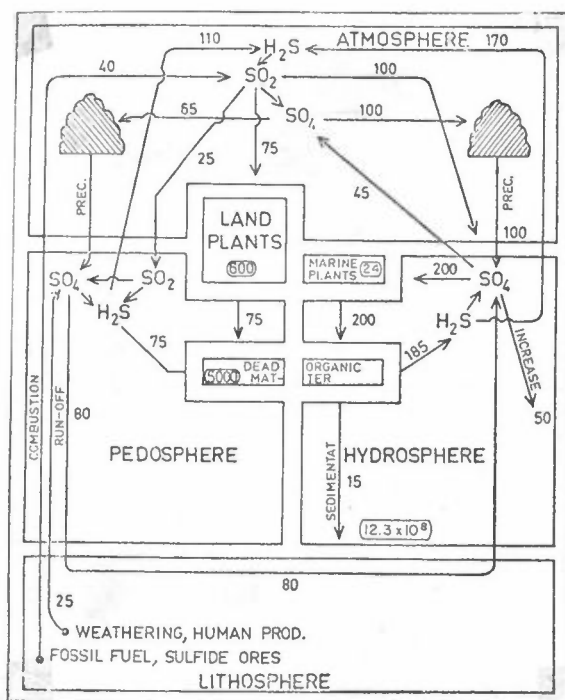 110 H₂S ATMOSPHERE 170
40 SO₂ 100
65 SO₄ 100
25 75 45
PREC. PREC.
LAND
PLANTS
600
MARINE
PLANTS 24
100
SO₄ SO₂ 200 SO₄
H₂S H₂S
75 75 200 185
5000 DEAD ORGANIC
MAT- TER
INCREASE
50
COMBUSTION
RUN-OFF
80
PEDOSPHERE HYDROSPHERE
SEDIMENTAT
15
12.3 x 10⁸
80
25
WEATHERING, HUMAN PROD.
FOSSIL FUEL, SULFIDE ORES
LITHOSPHERE